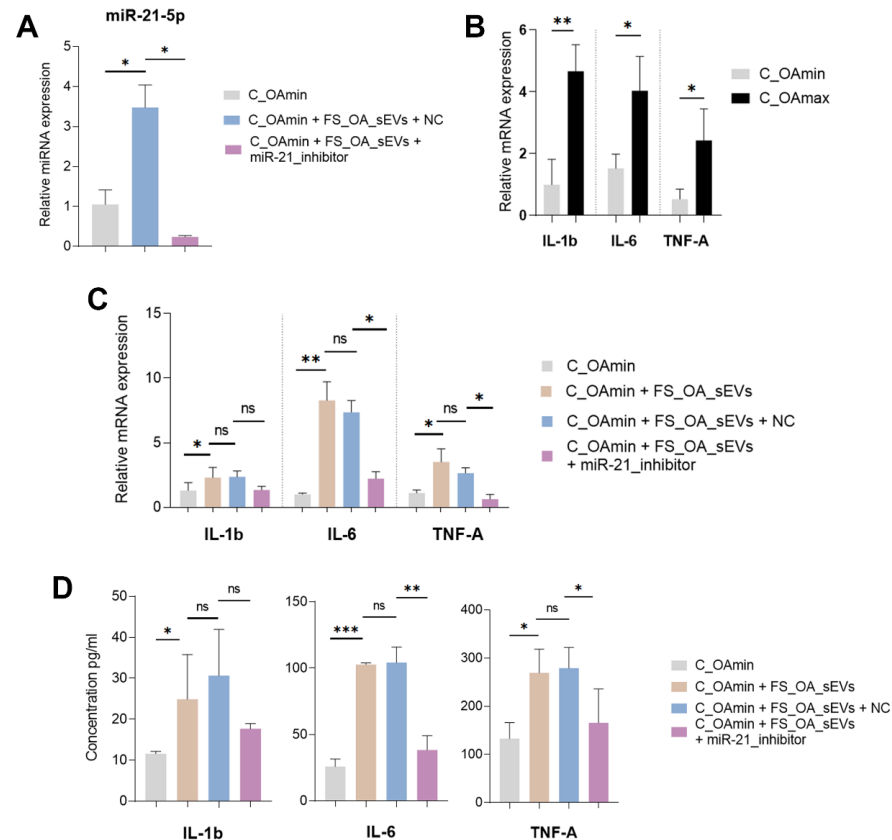 A
miR-21-5p
Relative miRNA expression
5
4
3
2
1
0
*
*
C_OAmin
C_OAmin + FS_OA_sEVs + NC
C_OAmin + FS_OA_sEVs +
miR-21_inhibitor
B
Relative mRNA expression
6
4
2
0
**
*
*
IL-1b
IL-6
TNF-A
C_OAmin
C_OAmax
C
Relative mRNA expression
15
10
5
0
*
ns
ns
**
ns
*
*
ns
*
IL-1b
IL-6
TNF-A
C_OAmin
C_OAmin + FS_OA_sEVs
C_OAmin + FS_OA_sEVs + NC
C_OAmin + FS_OA_sEVs
+ miR-21_inhibitor
D
Concentration pg/ml
50
40
30
20
10
0
*
ns
ns
IL-1b
150
100
50
0
***
ns
**
IL-6
400
300
200
100
0
*
ns
*
TNF-A
C_OAmin
C_OAmin + FS_OA_sEVs
C_OAmin + FS_OA_sEVs + NC
C_OAmin + FS_OA_sEVs
+ miR-21_inhibitor